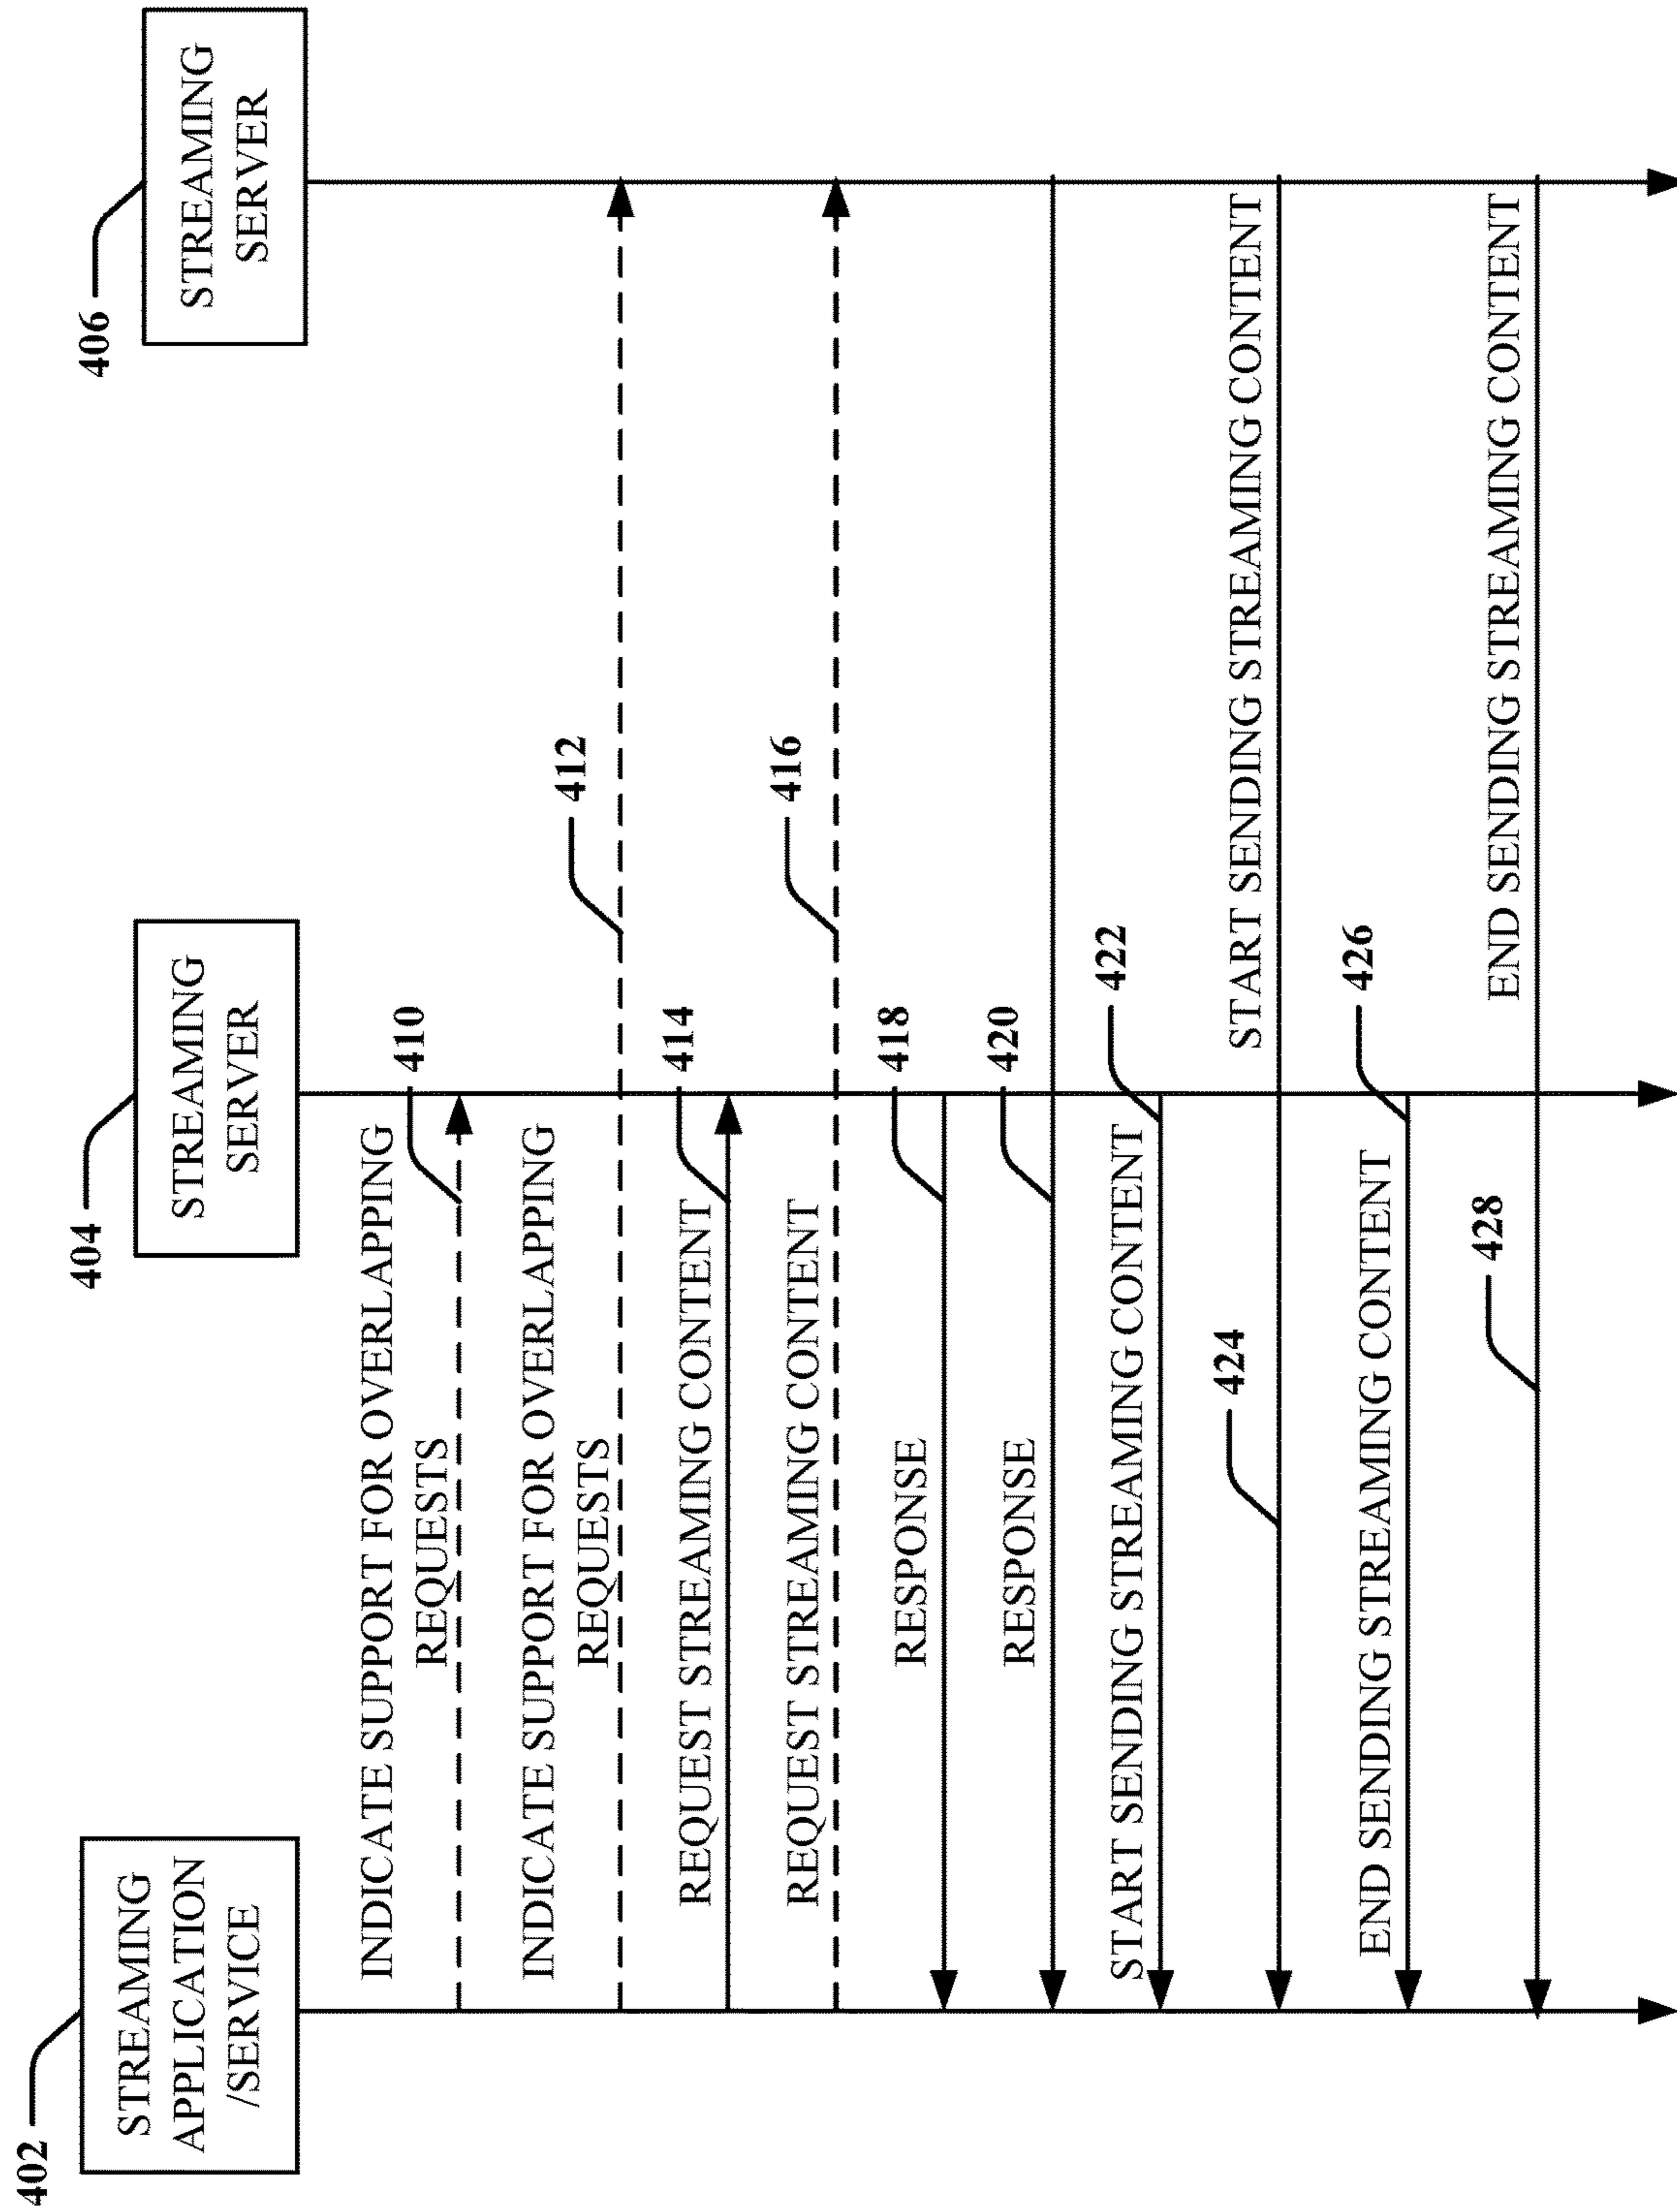 402
STREAMING
APPLICATION
/SERVICE
404
STREAMING
SERVER
406
STREAMING
SERVER
INDICATE SUPPORT FOR OVERLAPPING
REQUESTS
410
INDICATE SUPPORT FOR OVERLAPPING
REQUESTS
412
REQUEST STREAMING CONTENT
414
REQUEST STREAMING CONTENT
416
RESPONSE
418
RESPONSE
420
START SENDING STREAMING CONTENT
422
424
START SENDING STREAMING CONTENT
END SENDING STREAMING CONTENT
426
428
END SENDING STREAMING CONTENT